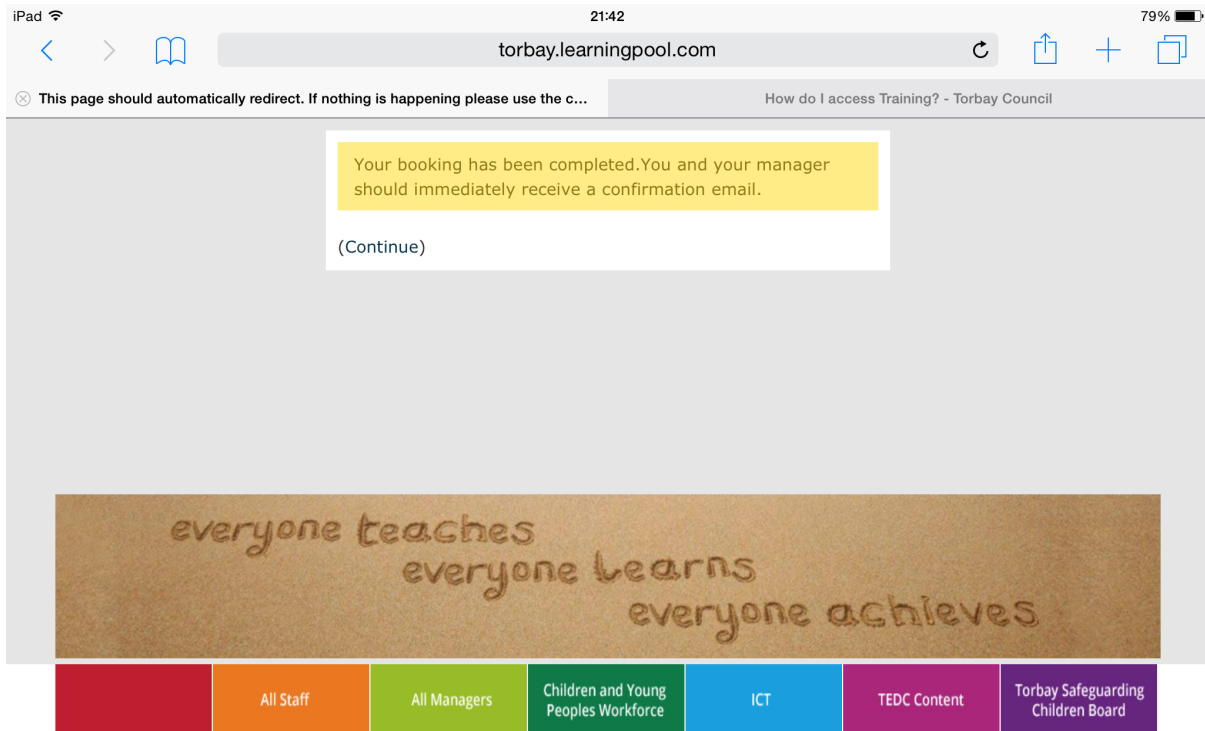 iPad 21:42 79%
torbay.learningpool.com
This page should automatically redirect. If nothing is happening please use the c... How do I access Training? - Torbay Council
Your booking has been completed.You and your manager
should immediately receive a confirmation email.
(Continue)
everyone teaches
everyone learns
everyone achieves
All Staff
All Managers
Children and Young
Peoples Workforce
ICT
TEDC Content
Torbay Safeguarding
Children Board